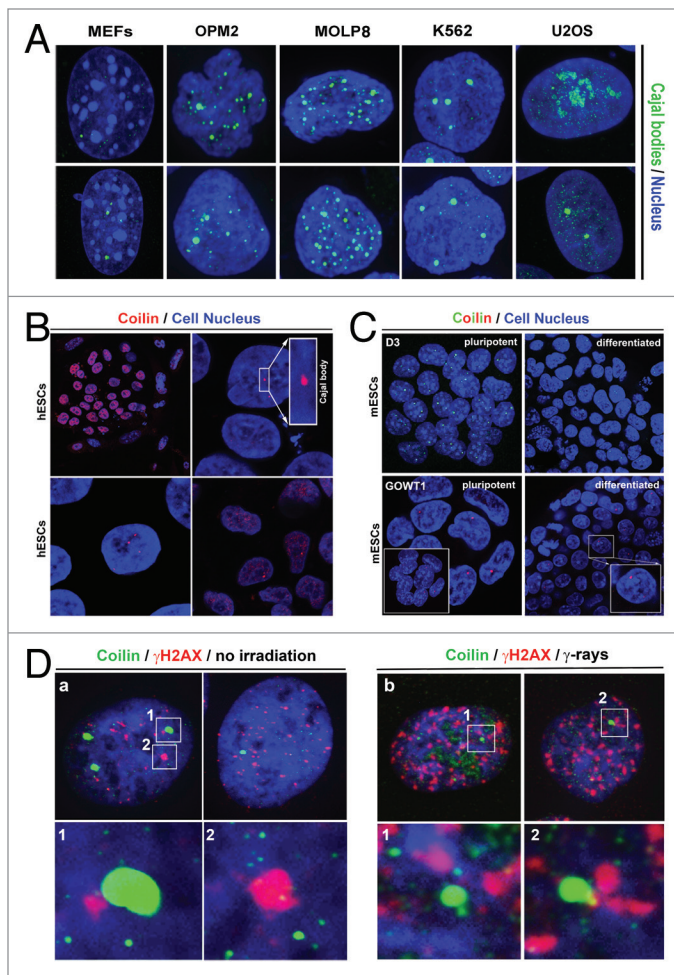 A
MEFs OPM2 MOLP8 K562 U2OS
Cajal bodies / Nucleus
B
Coilin / Cell Nucleus
hESCs
Cajal body
hESCs
C
Coilin / Cell Nucleus
mESCs
D3 pluripotent differentiated
mESCs
GOWT1 pluripotent differentiated
D
Coilin / γH2AX / no irradiation
a
1
2
1 2
Coilin / γH2AX / γ-rays
b
1
2
1 2